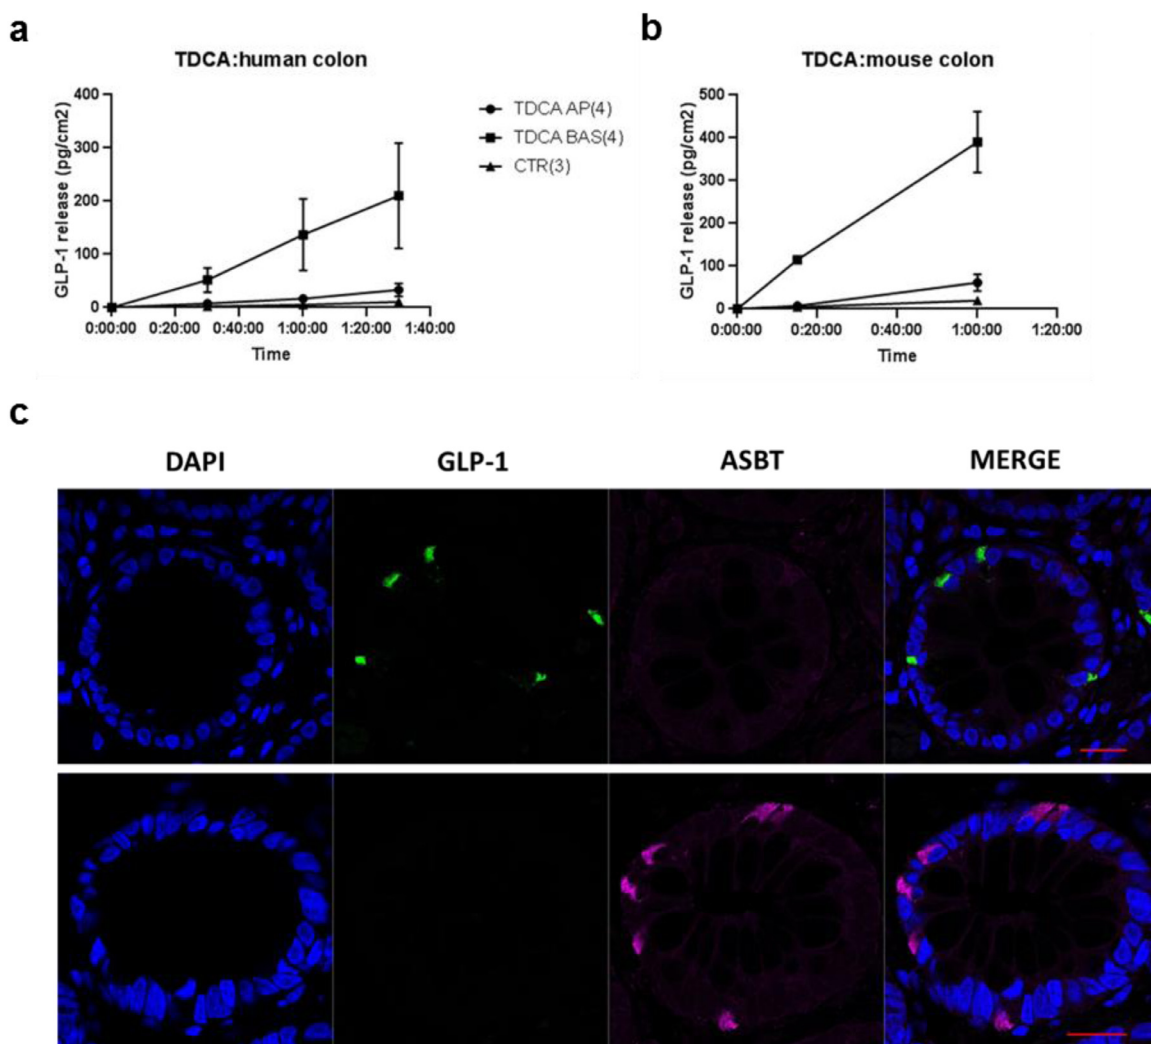 a
TDCA:human colon
GLP-1 release (pg/cm2)
400
300
200
100
0
0:00:00 0:20:00 0:40:00 1:00:00 1:20:00 1:40:00
Time
TDCA AP(4)
TDCA BAS(4)
CTR(3)
b
TDCA:mouse colon
GLP-1 release (pg/cm2)
500
400
300
200
100
0
0:00:00 0:20:00 0:40:00 1:00:00 1:20:00
Time
c
DAPI GLP-1 ASBT MERGE